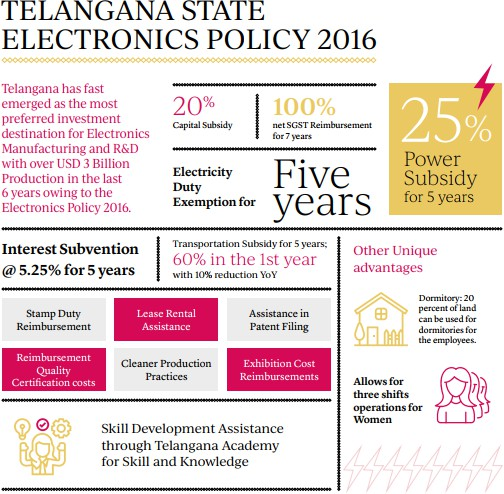 TELANGANA STATE
ELECTRONICS POLICY 2016
Telangana has fast
emerged as the most
preferred investment
destination for Electronics
Manufacturing and R&D
with over USD 3 Billion
Production in the last
6 years owing to the
Electronics Policy 2016.
20%
Capital Subsidy
100%
net SGST Reimbursement
for 7 years
Electricity
Duty
Exemption for
Five
years
25%
Power
Subsidy
for 5 years
Interest Subvention
@ 5.25% for 5 years
Transportation Subsidy for 5 years;
60% in the 1st year
with 10% reduction YoY
Stamp Duty
Reimbursement
Lease Rental
Assistance
Assistance in
Patent Filing
Reimbursement
Quality
Certification costs
Cleaner Production
Practices
Exhibition Cost
Reimbursements
Skill Development Assistance
through Telangana Academy
for Skill and Knowledge
Other Unique
advantages
Dormitory: 20
percent of land
can be used for
dormitories for
the employees.
Allows for
three shifts
operations for
Women